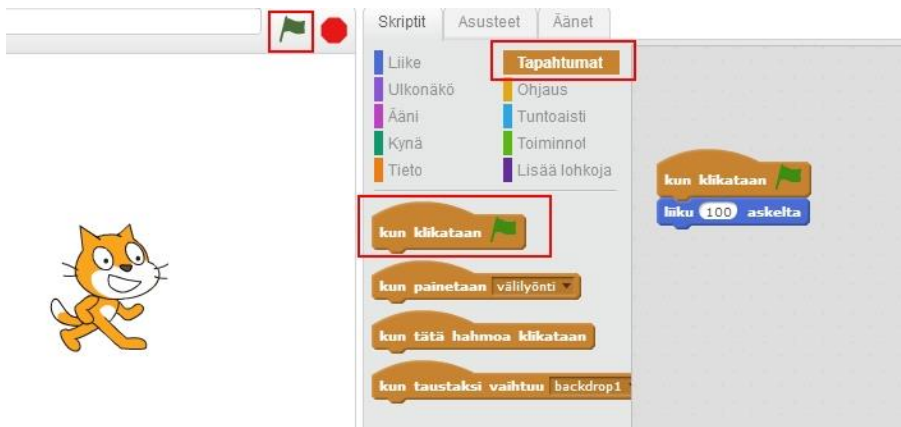 Skriptit Asusteet Äänet
Liike Tapahtumat
Ulkonäkö Ohjaus
Ääni Tuntoaisti
Kynä Toiminnot
Tieto Lisää lohkoja
kun klikataan
kun painetaan välilyönti
kun tätä hahmoa klikataan
kun taustaksi vaihtuu backdrop1
kun klikataan
liiku 100 askelta